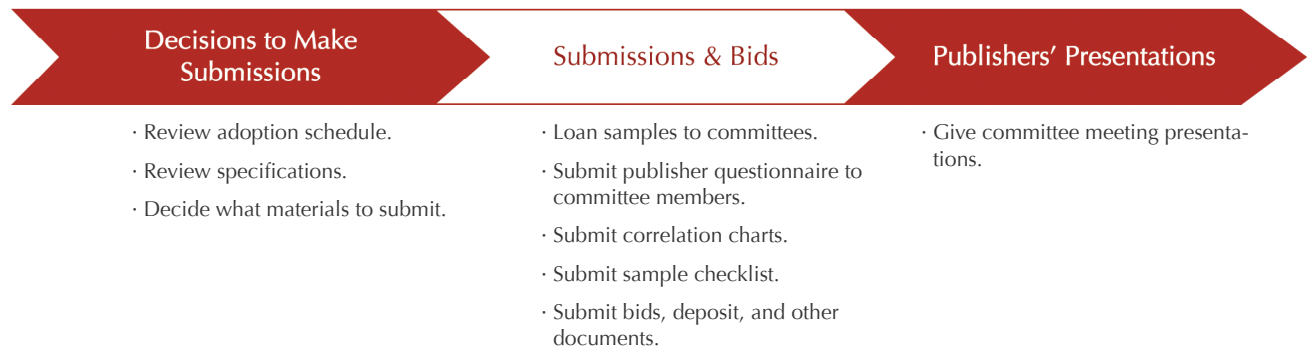 Decisions to Make
Submissions
· Review adoption schedule.
· Review specifications.
· Decide what materials to submit.
Submissions & Bids
· Loan samples to committees.
· Submit publisher questionnaire to
committee members.
· Submit correlation charts.
· Submit sample checklist.
· Submit bids, deposit, and other
documents.
Publishers’ Presentations
· Give committee meeting presenta-
tions.